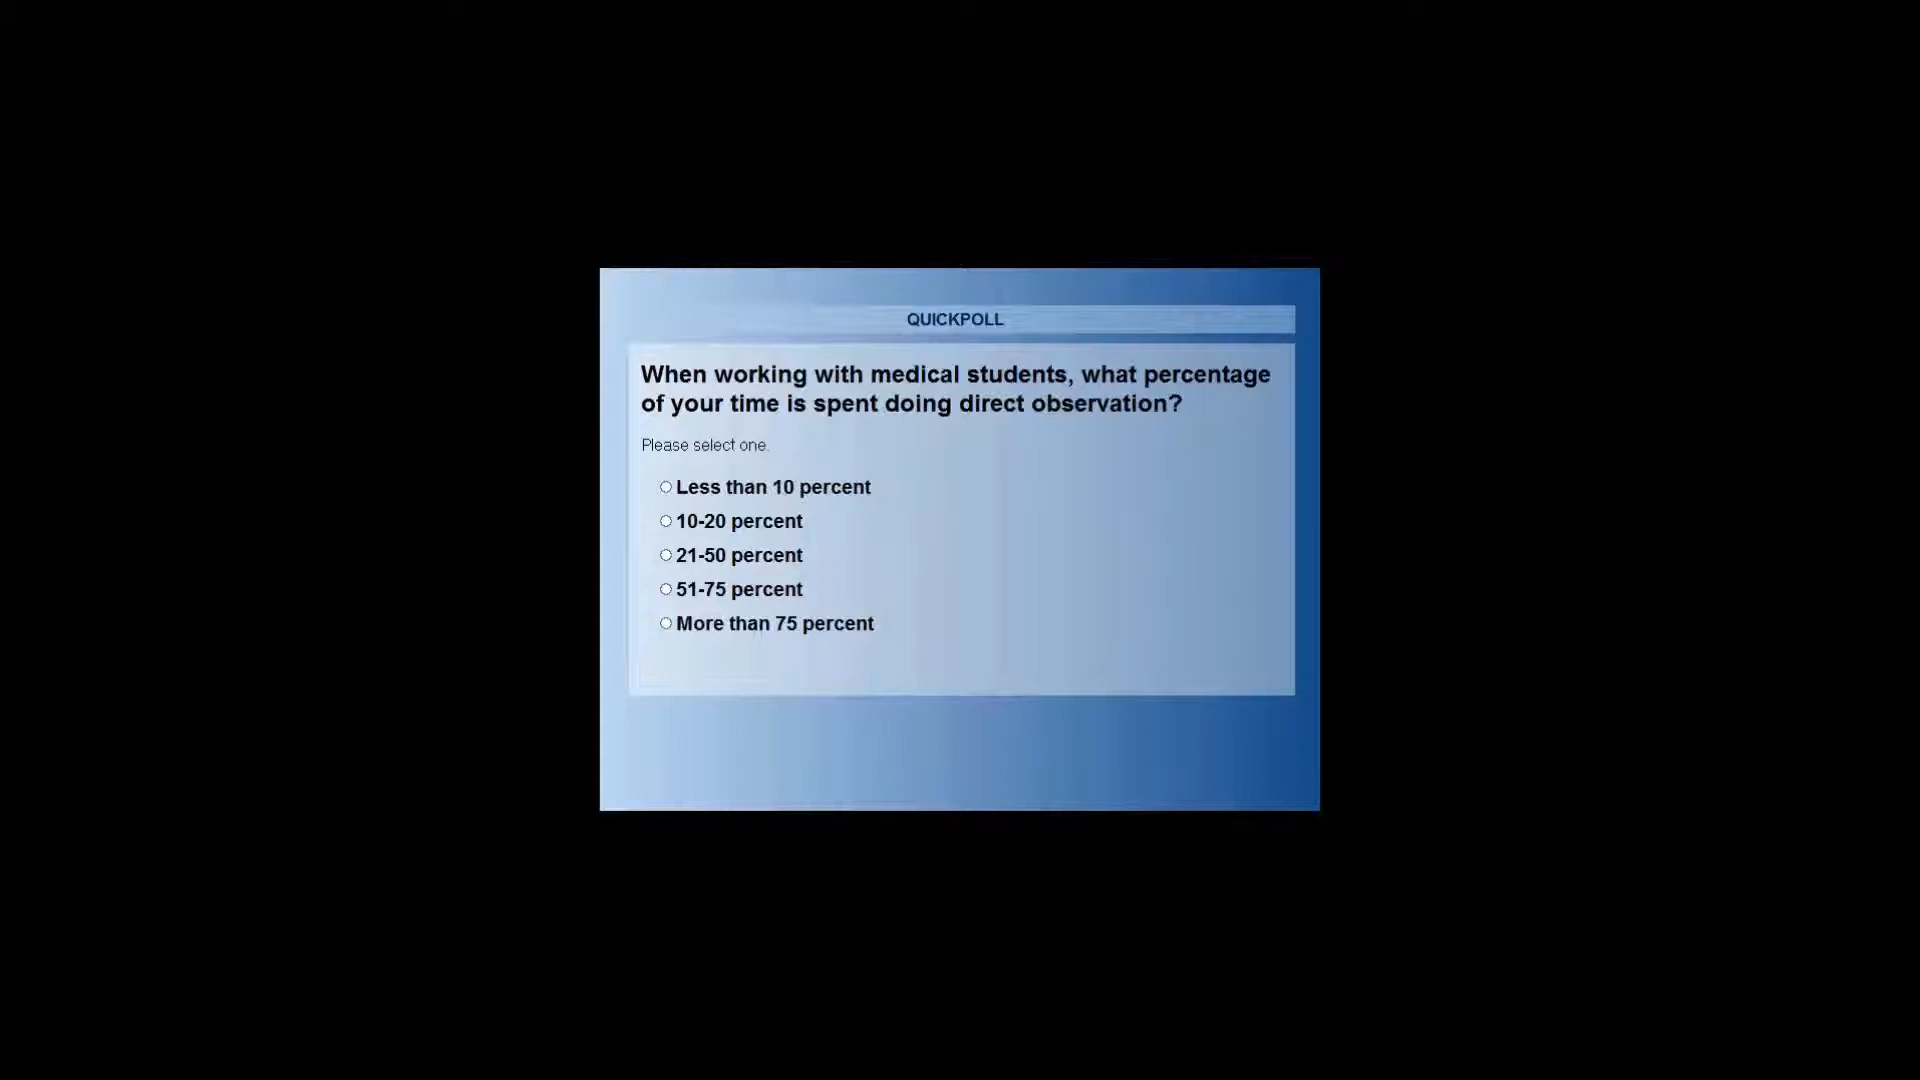 QUICKPOLL
When working with medical students, what percentage
of your time is spent doing direct observation?
Please select one.
Less than 10 percent
10-20 percent
21-50 percent
51-75 percent
More than 75 percent